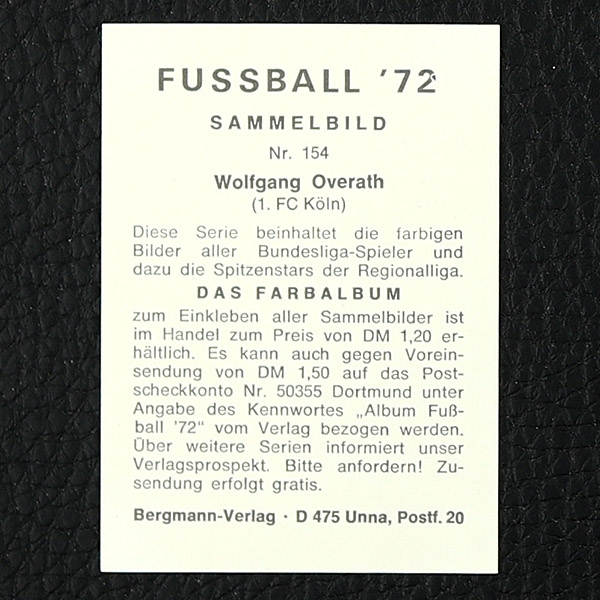 FUSSBALL '72
SAMMELBILD
Nr. 154
Wolfgang Overath
(1. FC Köln)
Diese Serie beinhaltet die farbigen
Bilder aller Bundesliga-Spieler und
dazu die Spitzenstars der Regionalliga.
DAS FARBALBUM
zum Einkleben aller Sammelbilder ist
im Handel zum Preis von DM 1,20 er-
hältlich. Es kann auch gegen Vorein-
sendung von DM 1,50 auf das Post-
scheckkonto Nr. 50355 Dortmund unter
Angabe des Kennwortes „Album Fuß-
ball '72“ vom Verlag bezogen werden.
Über weitere Serien informiert unser
Verlagsprospekt. Bitte anfordern! Zu-
sendung erfolgt gratis.
Bergmann-Verlag · D 475 Unna, Postf. 20